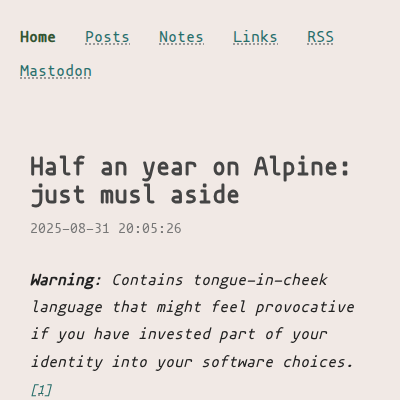 Home Posts Notes Links RSS
Mastodon
Half an year on Alpine:
just musl aside
2025-08-31 20:05:26
Warning: Contains tongue-in-cheek
language that might feel provocative
if you have invested part of your
identity into your software choices.
[1]